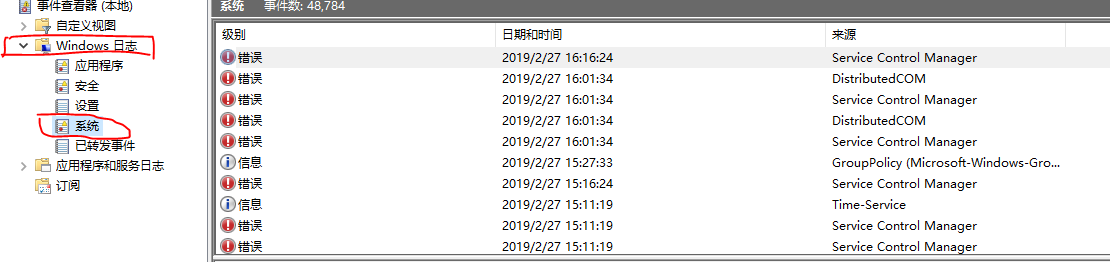 事件查看器 (本地)
自定义视图
Windows 日志
应用程序
安全
设置
系统
已转发事件
应用程序和服务日志
订阅
系统 事件数: 48,784
级别 日期和时间 来源
错误 2019/2/27 16:16:24 Service Control Manager
错误 2019/2/27 16:01:34 DistributedCOM
错误 2019/2/27 16:01:34 Service Control Manager
错误 2019/2/27 16:01:34 DistributedCOM
错误 2019/2/27 16:01:34 Service Control Manager
信息 2019/2/27 15:27:33 GroupPolicy (Microsoft-Windows-Gro...
错误 2019/2/27 15:16:24 Service Control Manager
信息 2019/2/27 15:11:19 Time-Service
错误 2019/2/27 15:11:19 Service Control Manager
错误 2019/2/27 15:11:19 Service Control Manager